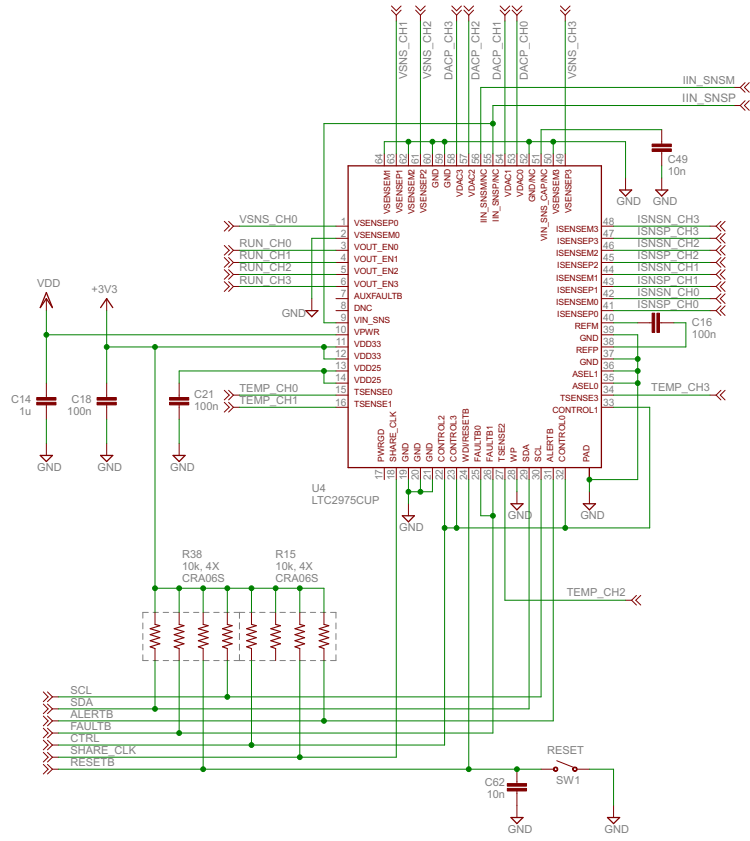 VSNS_CH1
VSNS_CH2
DACP_CH3
DACP_CH2
DACP_CH1
DACP_CH0
VSNS_CH3
IIN_SNSM
IIN_SNSP
C49
10n
GND
GND
64 63 62 61 60 59 58 57 56 55 54 53 52 51 50 49
VSENSEM1
VSENSEP1
VSENSEM2
VSENSEP2
GND
GND
VDAC3
VDAC2
IIN_SNSM/NC
IIN_SNSP/NC
VDAC1
VDAC0
GND/NC
VIN_SNS_CAP/NC
VSENSEM3
VSENSEP3
VSNS_CH0 1 VSENSEP0
2 VSENSEM0
RUN_CH0 3 VOUT_EN0
RUN_CH1 4 VOUT_EN1
RUN_CH2 5 VOUT_EN2
RUN_CH3 6 VOUT_EN3
7 AUXFAULTB
GND 8 DNC
9 VIN_SNS
10 VPWR
11 VDD33
12 VDD33
13 VDD25
14 VDD25
TEMP_CH0 15 TSENSE0
TEMP_CH1 16 TSENSE1
ISENSEM3 48 ISNSN_CH3
ISENSEP3 47 ISNSP_CH3
ISENSEM2 46 ISNSN_CH2
ISENSEP2 45 ISNSP_CH2
ISENSEM1 44 ISNSN_CH1
ISENSEP1 43 ISNSP_CH1
ISENSEM0 42 ISNSN_CH0
ISENSEP0 41 ISNSP_CH0
REFM 40
GND 39
REFP 38
GND 37
ASEL1 36
ASEL0 35
TSENSE3 34 TEMP_CH3
CONTROL1 33
C16
100n
VDD
+3V3
C14
1u
C18
100n
C21
100n
GND
GND
GND
PWRGD
SHARE_CLK
GND
GND
GND
CONTROL2
CONTROL3
WDI/RESETB
FAULTB0
FAULTB1
TSENSE2
WP
SDA
SCL
ALERTB
CONTROL0
PAD
17 18 19 20 21 22 23 24 25 26 27 28 29 30 31 32
U4
LTC2975CUP
GND
GND
GND
R38
10k, 4X
CRA06S
R15
10k, 4X
CRA06S
TEMP_CH2
SCL
SDA
ALERTB
FAULTB
CTRL
SHARE_CLK
RESETB
RESET
SW1
C62
10n
GND
GND